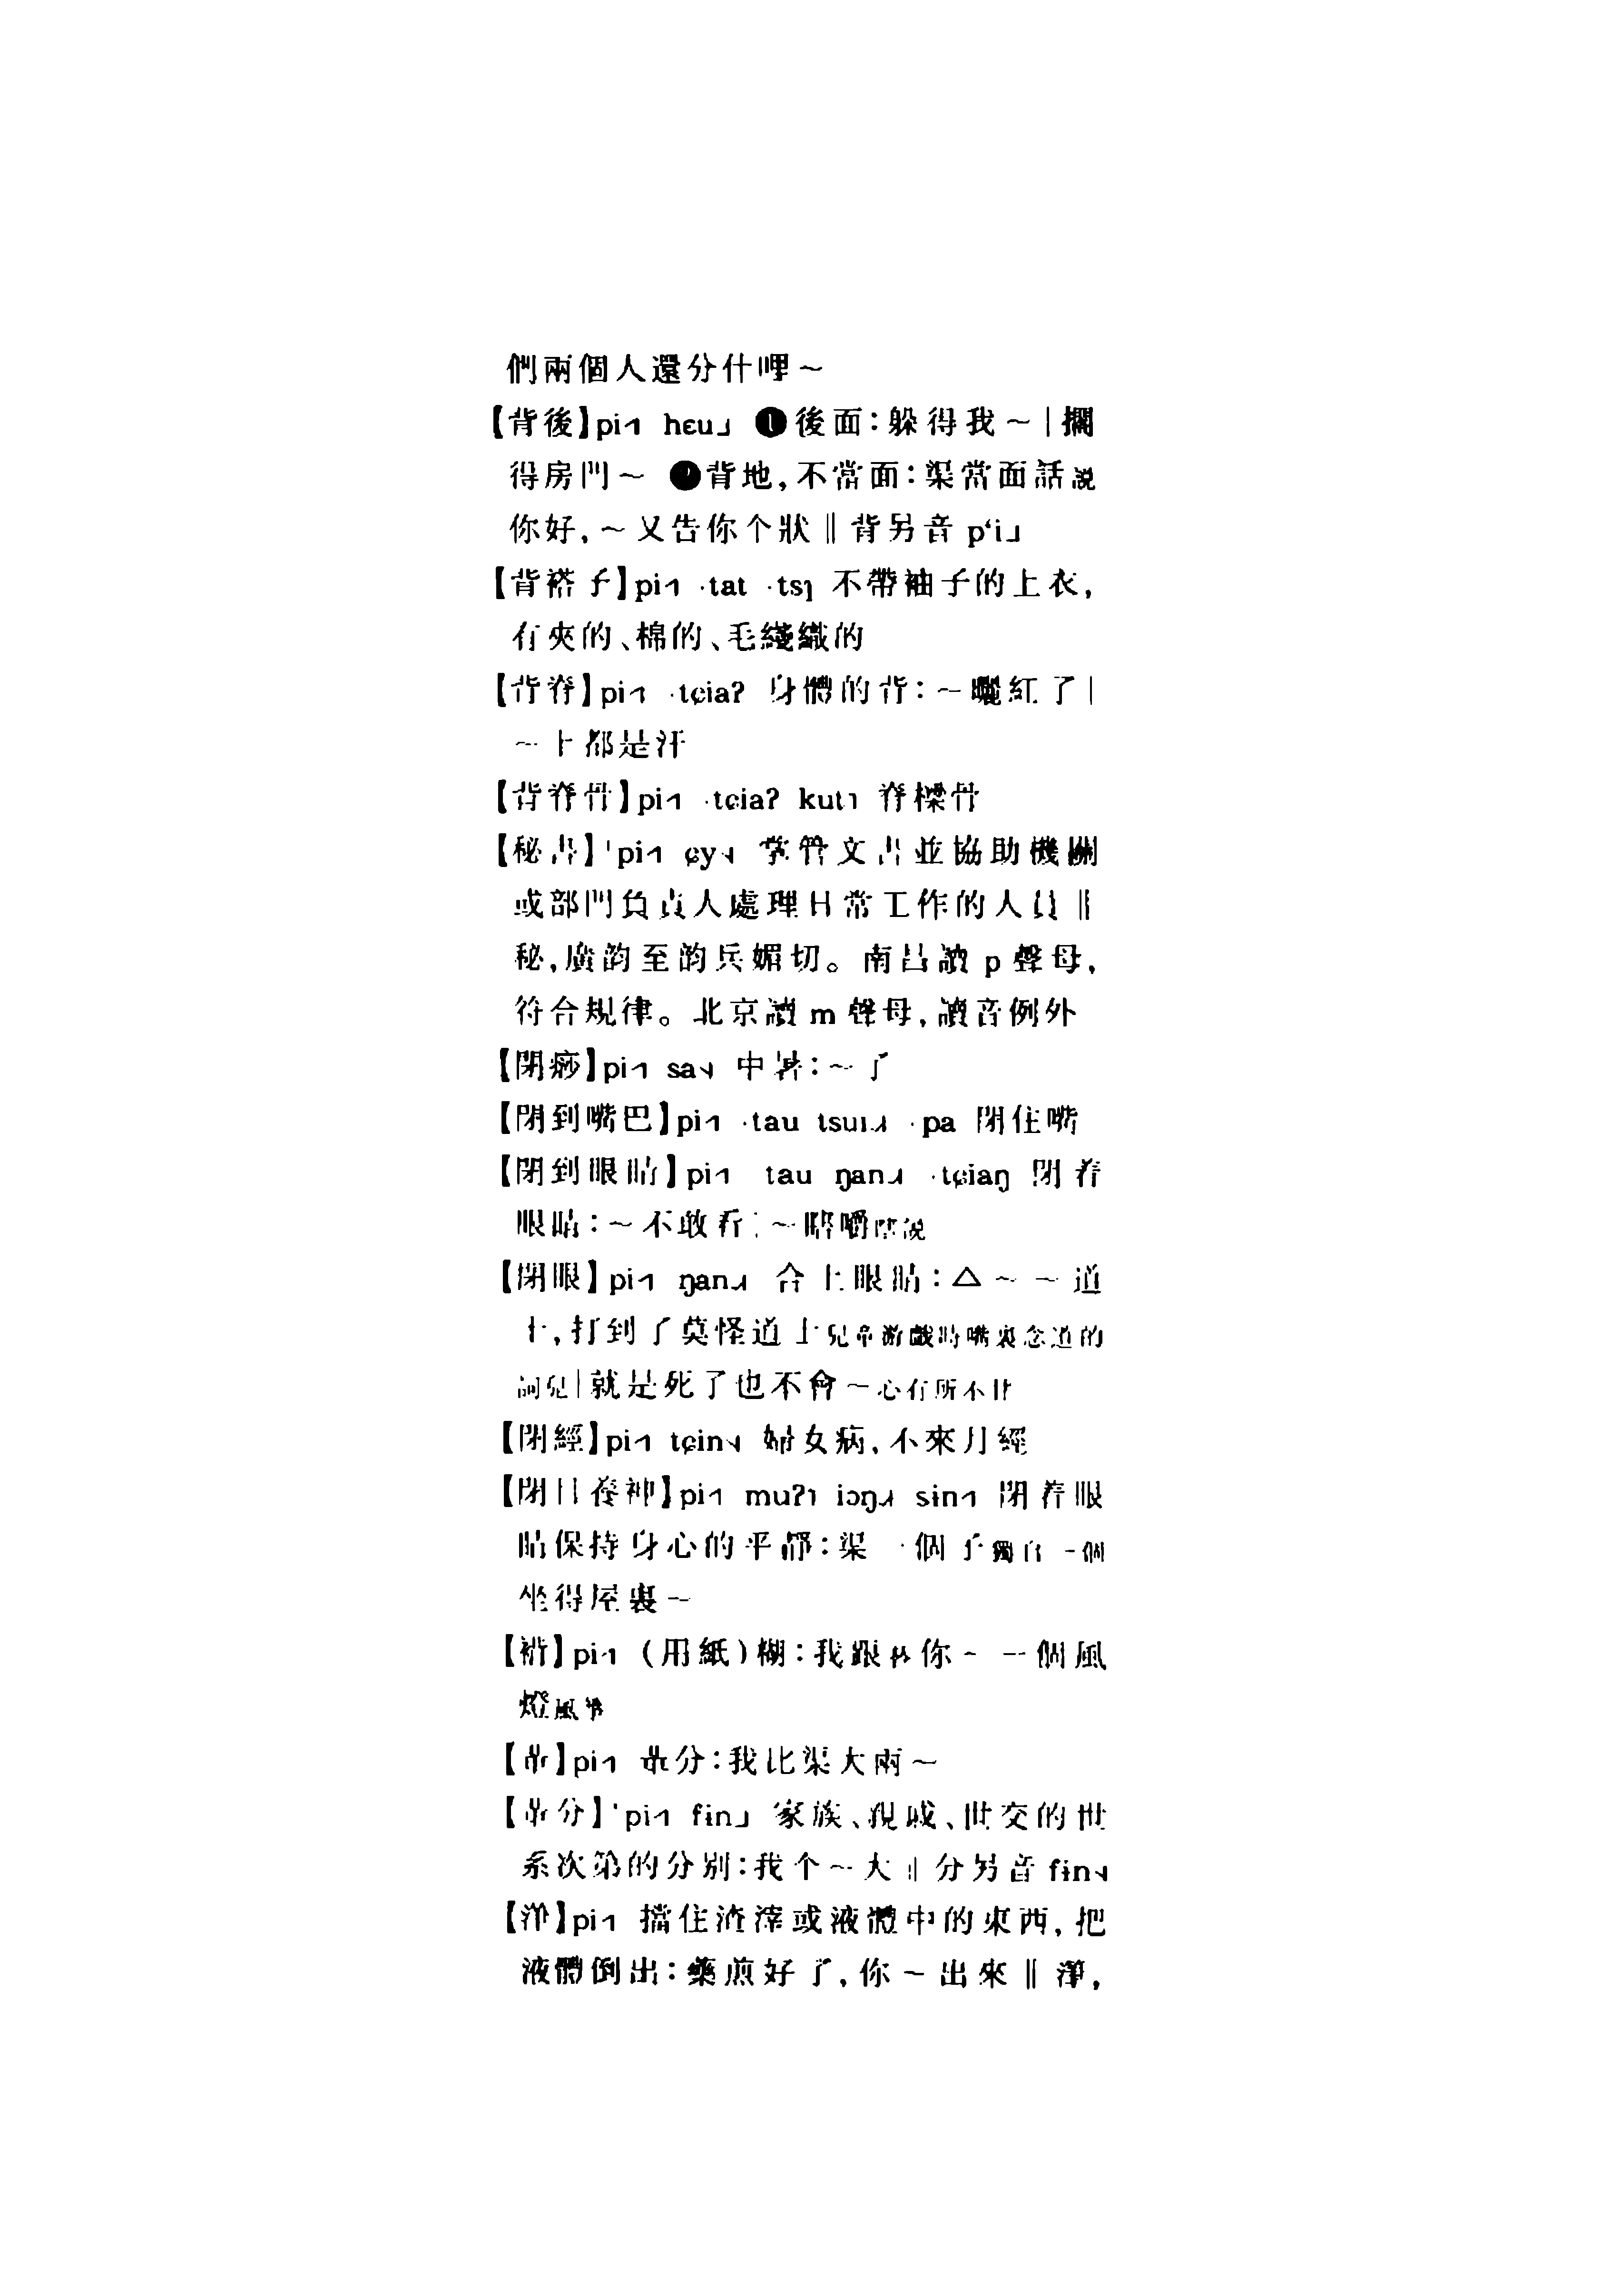 們兩個人還分什哩～
【背後】pi˧˥ hɛu˩ ❶後面：躲得我～｜擱
得房門～ ❷背地，不當面：渠當面話說
你好，～又告你个狀‖背另音 p‘i˩
【背褡子】pi˧˥ ·tat ·tsɿ 不帶袖子的上衣，
有夾的、棉的、毛綫織的
【背脊】pi˧˥ ·tɕiaʔ 身體的背：～曬紅了｜
～上都是汗
【背脊骨】pi˧˥ ·tɕiaʔ kut˥ 脊樑骨
【秘書】ˈpi˧˥ ɕy˦˨ 掌管文書並協助機關
或部門負責人處理日常工作的人員‖
秘，廣韵至韵兵媚切。南昌讀 p 聲母，
符合規律。北京讀 m 聲母，讀音例外
【閉痧】pi˧˥ sa˦˨ 中暑：～了
【閉到嘴巴】pi˧˥ ·tau tsui˨˩˧ ·pa 閉住嘴
【閉到眼睛】pi˧˥ tau ŋan˨˩˧ ·tɕiaŋ 閉着
眼睛：～不敢看｜～瞎嚼瞎說
【閉眼】pi˧˥ ŋan˨˩˧ 合上眼睛：△～一道
士，打到了莫怪道士兒童游戲時嘴裏念道的
詞兒｜就是死了也不會～心有所不甘
【閉經】pi˧˥ tɕin˦˨ 婦女病，不來月經
【閉目養神】pi˧˥ muʔ˥ iɔŋ˨˩˧ sɨn˧˥ 閉着眼
睛保持身心的平靜：渠一個子獨自一個
坐得屋裏～
【褙】pi˧˥ （用紙）糊：我跟你～一個風
燈風箏
【輩】pi˧˥ 輩分：我比渠大兩～
【輩分】ˈpi˧˥ fɨn˩ 家族、親戚、世交的世
系次第的分別：我个～大‖分另音 fɨn˦˨
【滗】pi˧˥ 擋住渣滓或液體中的東西，把
液體倒出：藥煎好了，你～出來‖